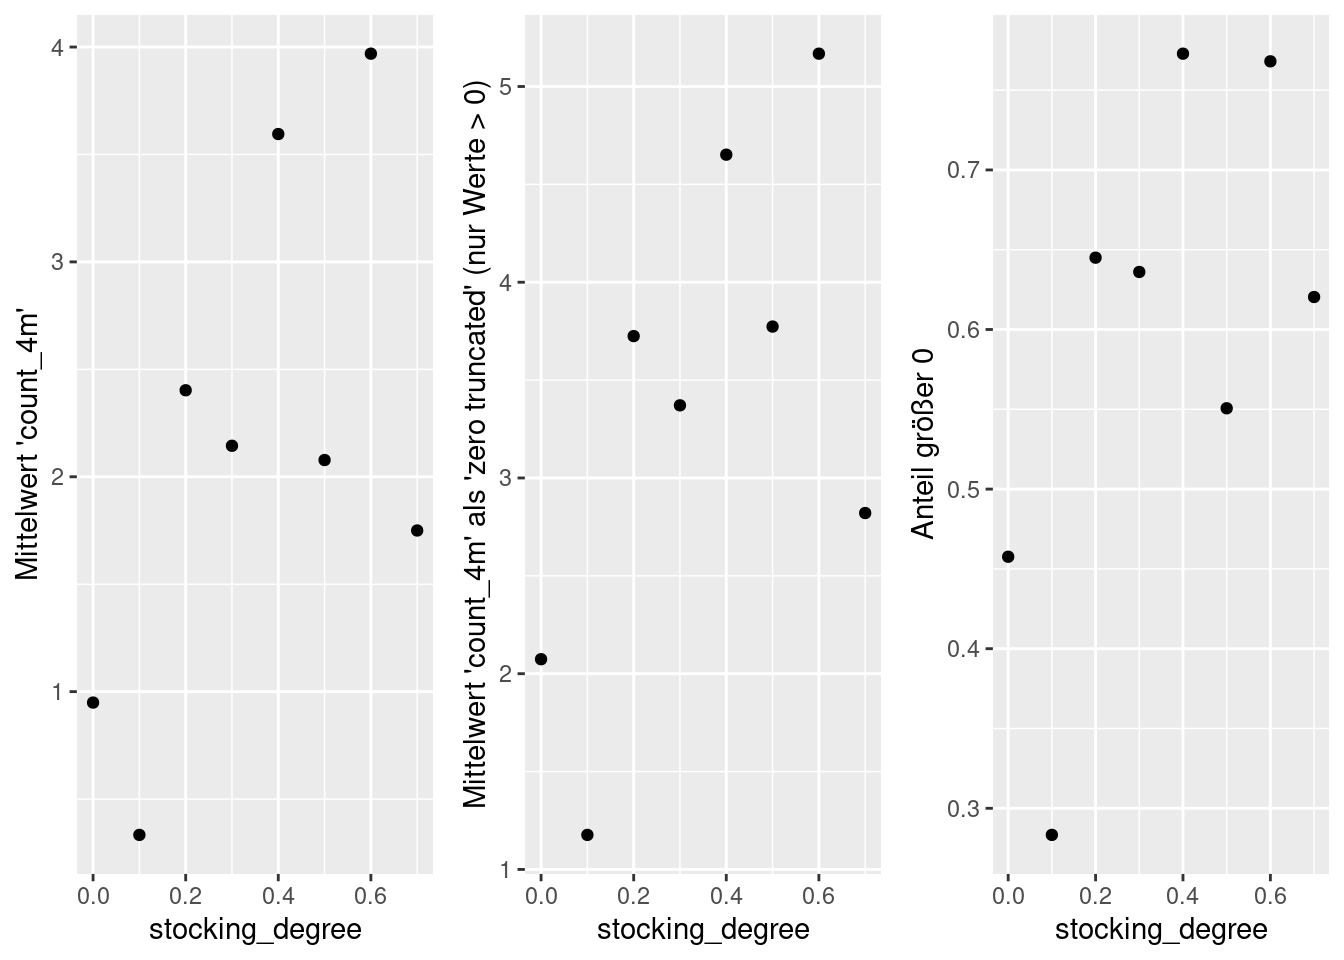 Mittelwert 'count_4m'
4
3
2
1
0.0 0.2 0.4 0.6
stocking_degree
Mittelwert 'count_4m' als 'zero truncated' (nur Werte > 0)
5
4
3
2
1
0.0 0.2 0.4 0.6
stocking_degree
Anteil größer 0
0.7
0.6
0.5
0.4
0.3
0.0 0.2 0.4 0.6
stocking_degree